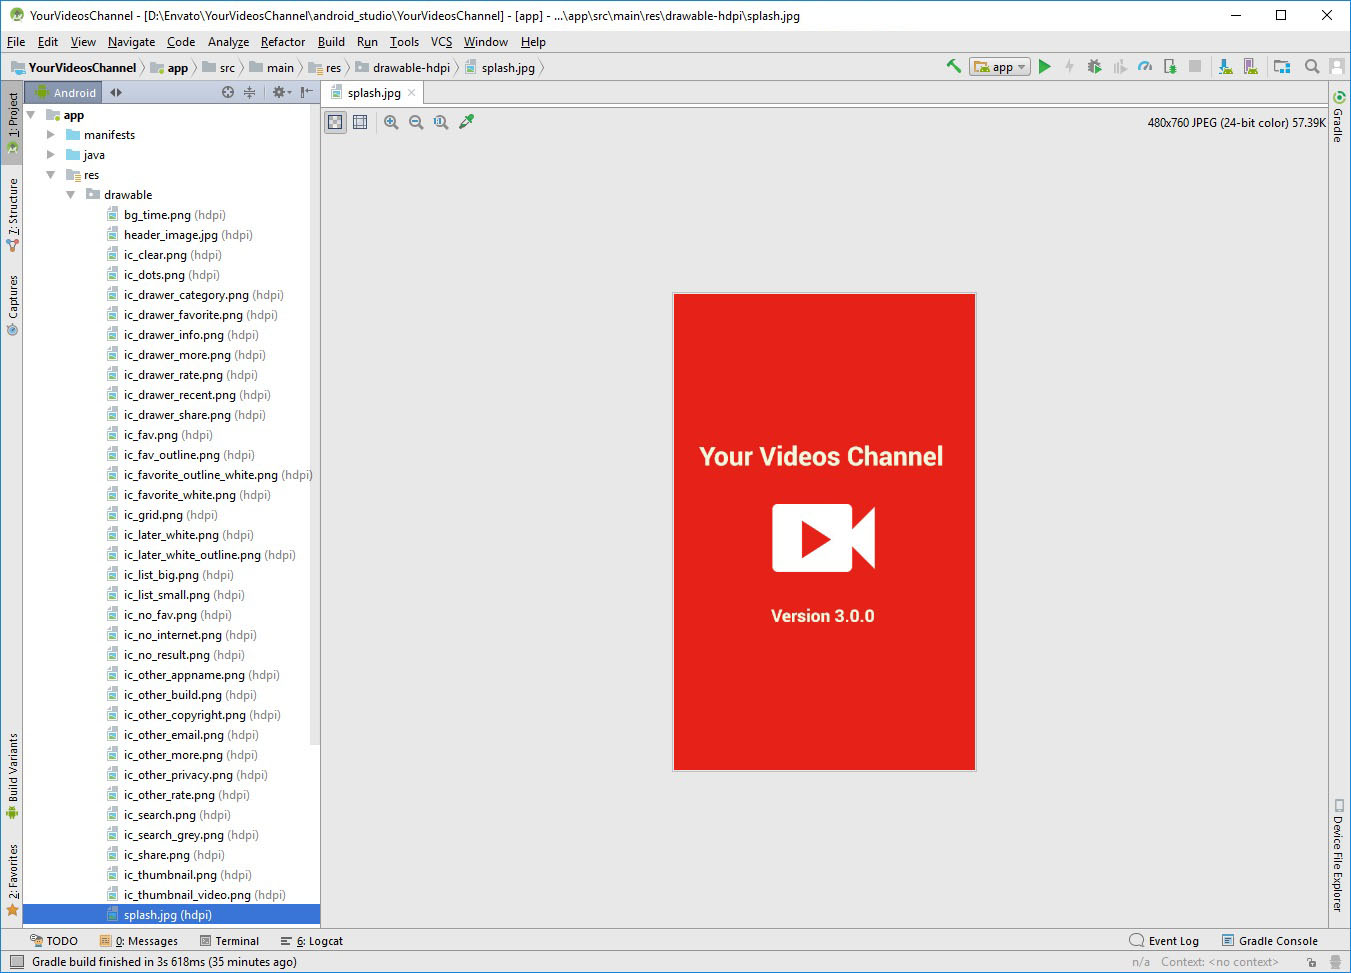 YourVideosChannel - [D:\Envato\YourVideosChannel\android_studio\YourVideosChannel] - [app] - ...\app\src\main\res\drawable-hdpi\splash.jpg
File Edit View Navigate Code Analyze Refactor Build Run Tools VCS Window Help
YourVideosChannel app src main res drawable-hdpi splash.jpg app
Android
splash.jpg
480x760 JPEG (24-bit color) 57.39K
1: Project
7: Structure
Captures
Build Variants
2: Favorites
app
manifests
java
res
drawable
bg_time.png (hdpi)
header_image.jpg (hdpi)
ic_clear.png (hdpi)
ic_dots.png (hdpi)
ic_drawer_category.png (hdpi)
ic_drawer_favorite.png (hdpi)
ic_drawer_info.png (hdpi)
ic_drawer_more.png (hdpi)
ic_drawer_rate.png (hdpi)
ic_drawer_recent.png (hdpi)
ic_drawer_share.png (hdpi)
ic_fav.png (hdpi)
ic_fav_outline.png (hdpi)
ic_favorite_outline_white.png (hdpi)
ic_favorite_white.png (hdpi)
ic_grid.png (hdpi)
ic_later_white.png (hdpi)
ic_later_white_outline.png (hdpi)
ic_list_big.png (hdpi)
ic_list_small.png (hdpi)
ic_no_fav.png (hdpi)
ic_no_internet.png (hdpi)
ic_no_result.png (hdpi)
ic_other_appname.png (hdpi)
ic_other_build.png (hdpi)
ic_other_copyright.png (hdpi)
ic_other_email.png (hdpi)
ic_other_more.png (hdpi)
ic_other_privacy.png (hdpi)
ic_other_rate.png (hdpi)
ic_search.png (hdpi)
ic_search_grey.png (hdpi)
ic_share.png (hdpi)
ic_thumbnail.png (hdpi)
ic_thumbnail_video.png (hdpi)
splash.jpg (hdpi)
Your Videos Channel
Version 3.0.0
Gradle
Device File Explorer
TODO 0: Messages Terminal 6: Logcat Event Log Gradle Console
Gradle build finished in 3s 618ms (35 minutes ago) n/a Context: <no context>